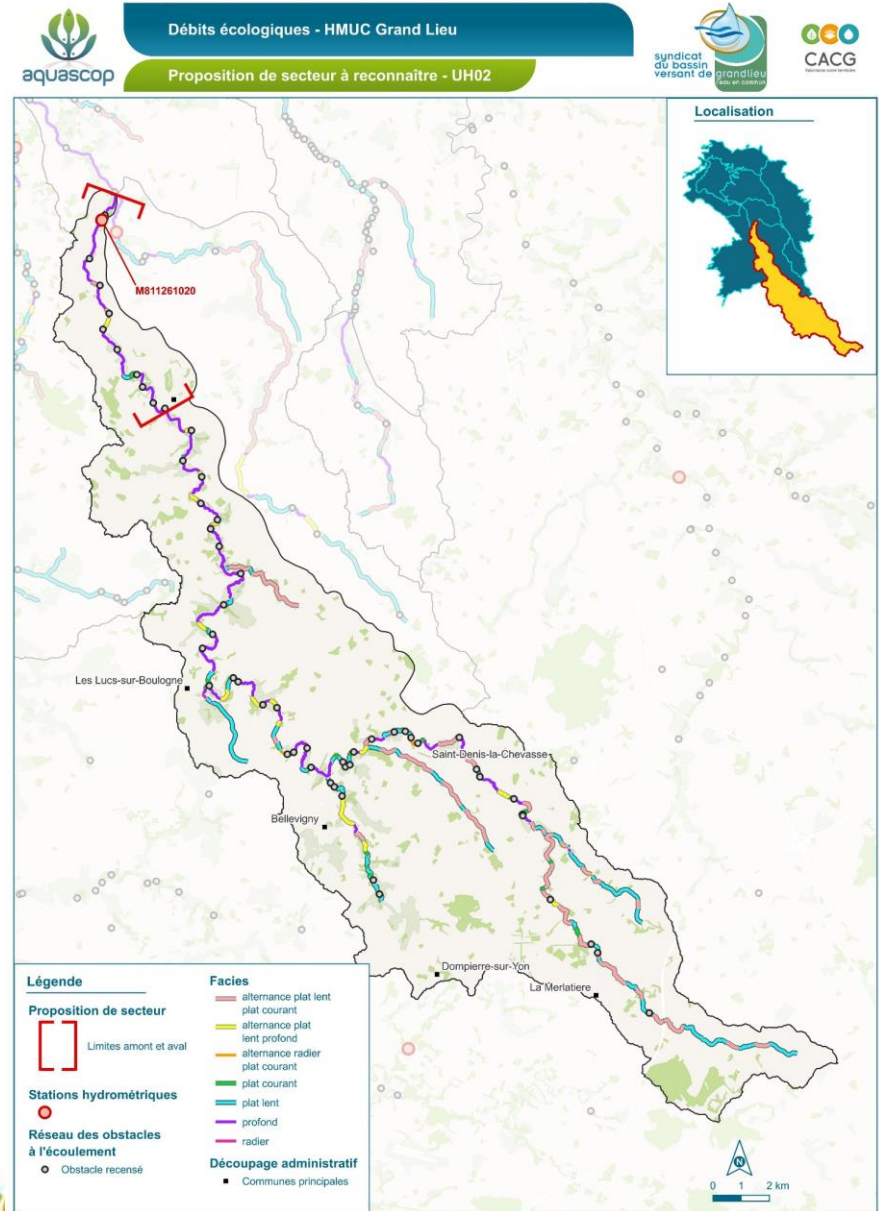 aquascop
Débits écologiques - HMUC Grand Lieu
Proposition de secteur à reconnaître - UH02
syndicat
du bassin
versant de grandlieu
eau en commun
CACG
Localisation
M811261020
Les Lucs-sur-Boulogne
Saint-Denis-la-Chevasse
Bellevigny
Dompierre-sur-Yon
La Merlatiere
Légende
Proposition de secteur
Limites amont et aval
Stations hydrométriques
Réseau des obstacles
à l'écoulement
Obstacle recensé
Facies
alternance plat lent
plat courant
alternance plat
lent profond
alternance radier
plat courant
plat courant
plat lent
profond
radier
Découpage administratif
Communes principales
N
0 1 2 km